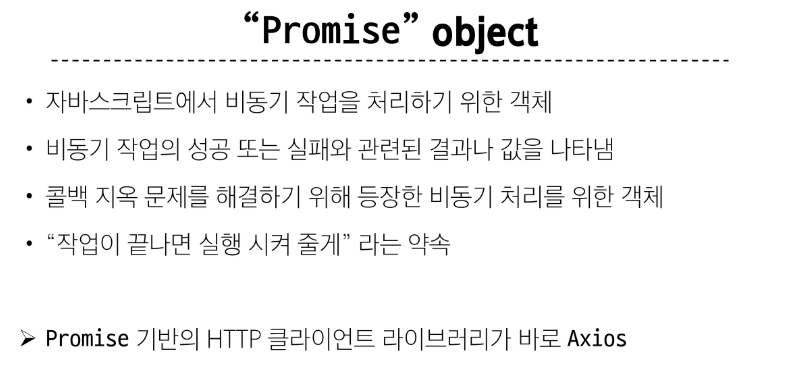 “Promise” object
• 자바스크립트에서 비동기 작업을 처리하기 위한 객체
• 비동기 작업의 성공 또는 실패와 관련된 결과나 값을 나타냄
• 콜백 지옥 문제를 해결하기 위해 등장한 비동기 처리를 위한 객체
• “작업이 끝나면 실행 시켜 줄게” 라는 약속
➢ Promise 기반의 HTTP 클라이언트 라이브러리가 바로 Axios